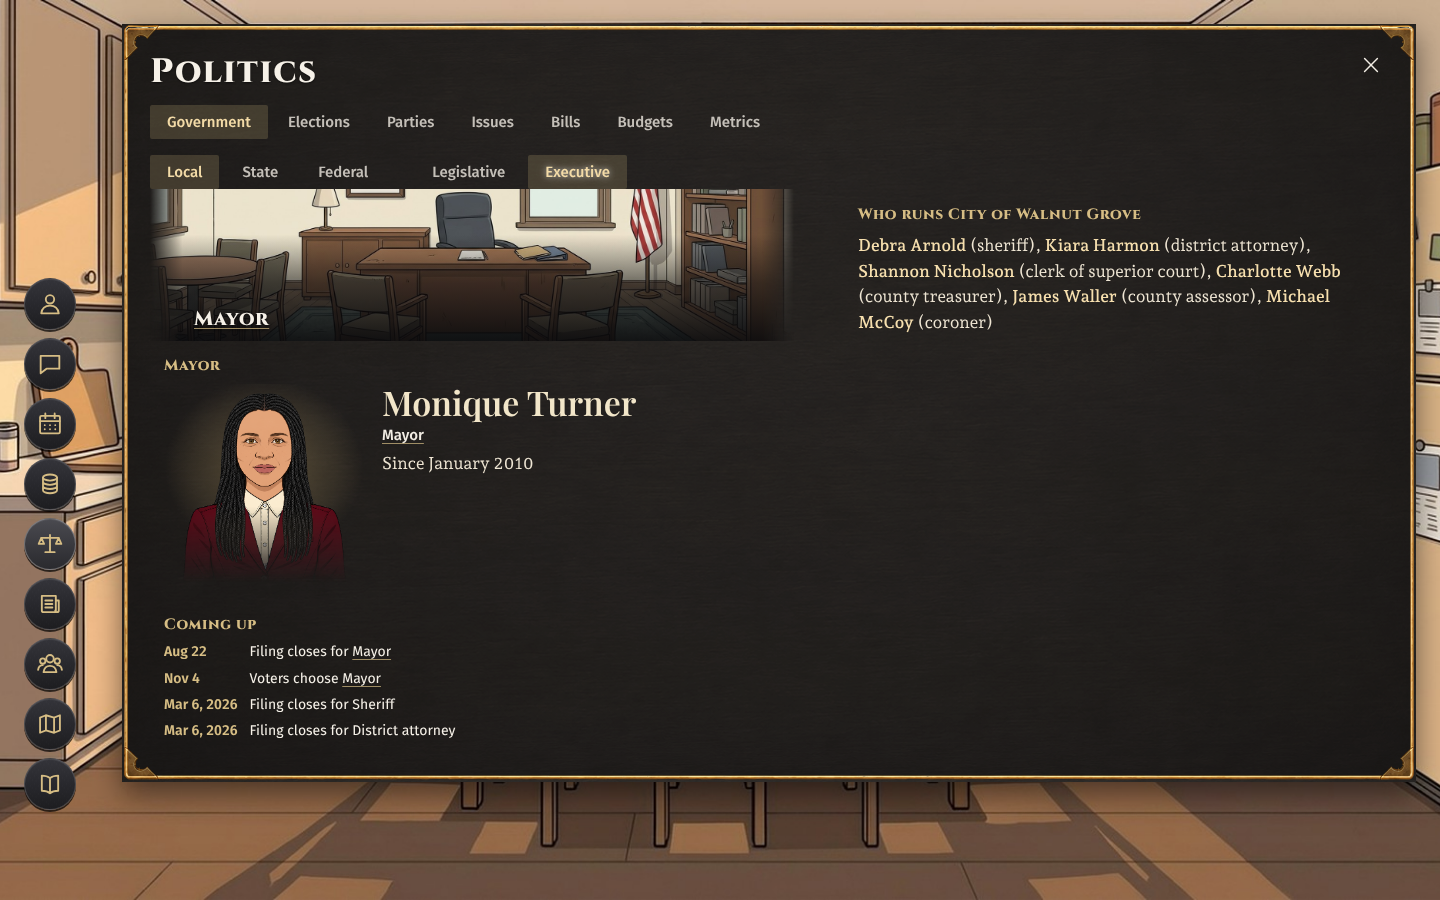 Politics
Government Elections Parties Issues Bills Budgets Metrics
Local State Federal Legislative Executive
Mayor
Mayor
Monique Turner
Mayor
Since January 2010
Coming up
Aug 22 Filing closes for Mayor
Nov 4 Voters choose Mayor
Mar 6, 2026 Filing closes for Sheriff
Mar 6, 2026 Filing closes for District attorney
Who runs City of Walnut Grove
Debra Arnold (sheriff), Kiara Harmon (district attorney),
Shannon Nicholson (clerk of superior court), Charlotte Webb
(county treasurer), James Waller (county assessor), Michael
McCoy (coroner)